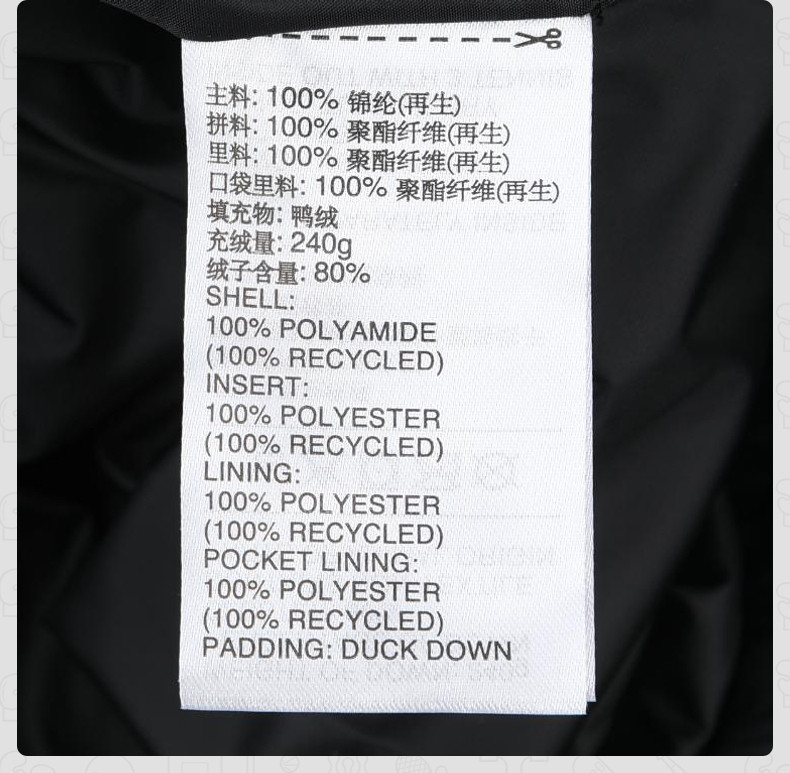 主料: 100% 锦纶(再生)
拼料: 100% 聚酯纤维(再生)
里料: 100% 聚酯纤维(再生)
口袋里料: 100% 聚酯纤维(再生)
填充物: 鸭绒
充绒量: 240g
绒子含量: 80%
SHELL:
100% POLYAMIDE
(100% RECYCLED)
INSERT:
100% POLYESTER
(100% RECYCLED)
LINING:
100% POLYESTER
(100% RECYCLED)
POCKET LINING:
100% POLYESTER
(100% RECYCLED)
PADDING: DUCK DOWN